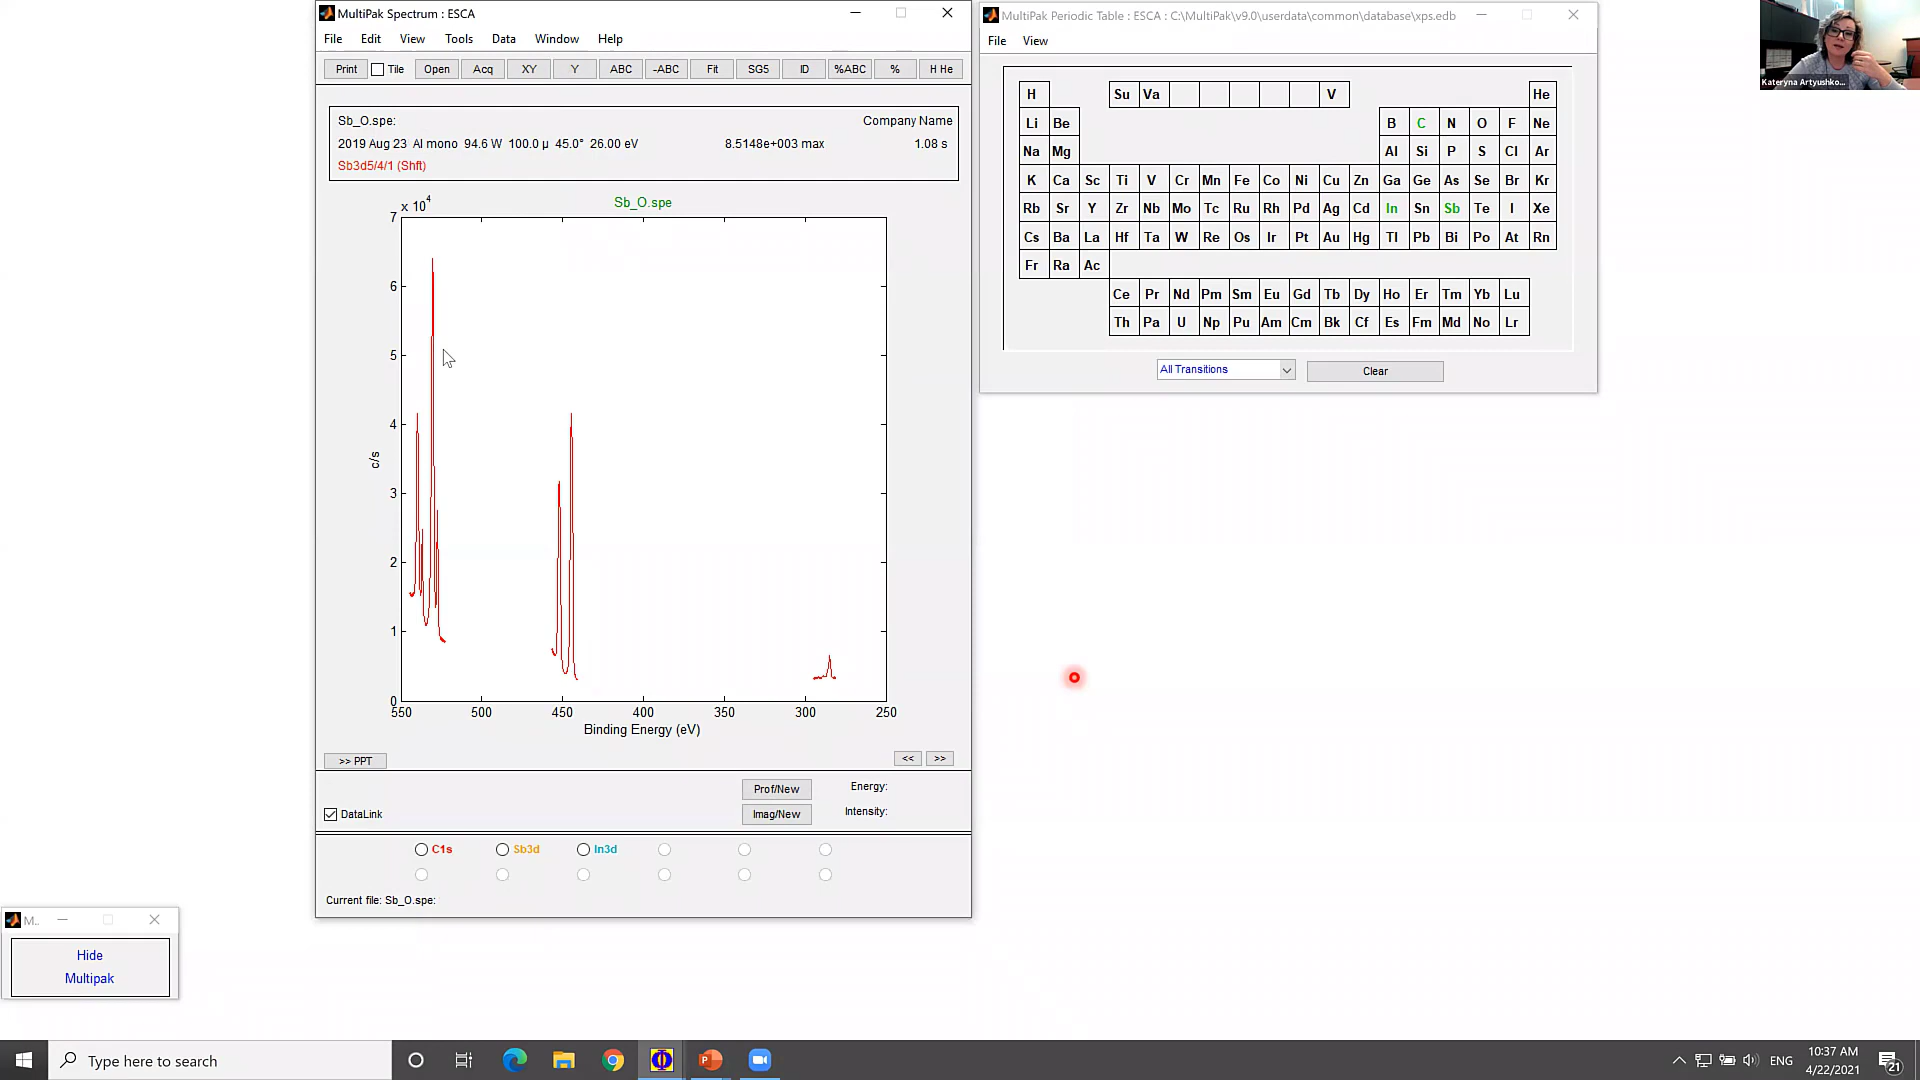 MultiPak Spectrum : ESCA
File Edit View Tools Data Window Help
Print Tile Open Acq XY Y ABC -ABC Fit SG5 ID %ABC % H He
Sb_O.spe: Company Name
2019 Aug 23 Al mono 94.6 W 100.0 µ 45.0° 26.00 eV 8.5148e+003 max 1.08 s
Sb3d5/4/1 (Shft)
x 10^4
Sb_O.spe
7
6
5
4
3
2
1
0
c/s
550 500 450 400 350 300 250
Binding Energy (eV)
>> PPT << >>
Prof/New Energy:
DataLink Imag/New Intensity:
C1s Sb3d In3d
Current file: Sb_O.spe:
MultiPak Periodic Table : ESCA : C:\MultiPak\v9.0\userdata\common\database\xps.edb
File View
H Su Va V He
Li Be B C N O F Ne
Na Mg Al Si P S Cl Ar
K Ca Sc Ti V Cr Mn Fe Co Ni Cu Zn Ga Ge As Se Br Kr
Rb Sr Y Zr Nb Mo Tc Ru Rh Pd Ag Cd In Sn Sb Te I Xe
Cs Ba La Hf Ta W Re Os Ir Pt Au Hg Tl Pb Bi Po At Rn
Fr Ra Ac
Ce Pr Nd Pm Sm Eu Gd Tb Dy Ho Er Tm Yb Lu
Th Pa U Np Pu Am Cm Bk Cf Es Fm Md No Lr
All Transitions Clear
Kateryna Artyushko...
M..
Hide
Multipak
Type here to search
ENG
10:37 AM
4/22/2021
21